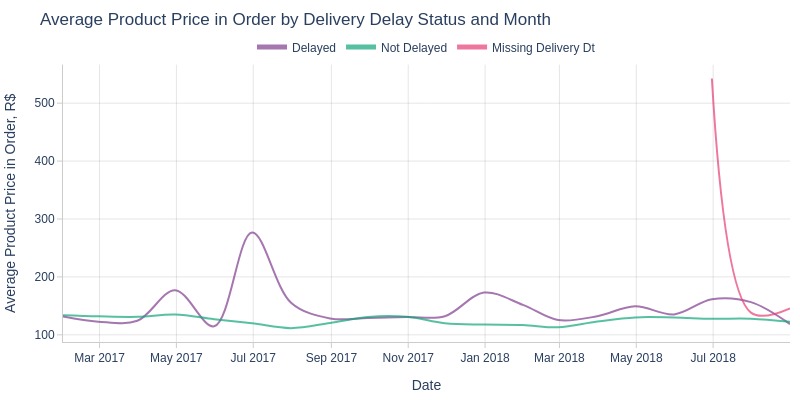 Average Product Price in Order by Delivery Delay Status and Month
Delayed Not Delayed Missing Delivery Dt
Average Product Price in Order, R$
500
400
300
200
100
Mar 2017 May 2017 Jul 2017 Sep 2017 Nov 2017 Jan 2018 Mar 2018 May 2018 Jul 2018
Date